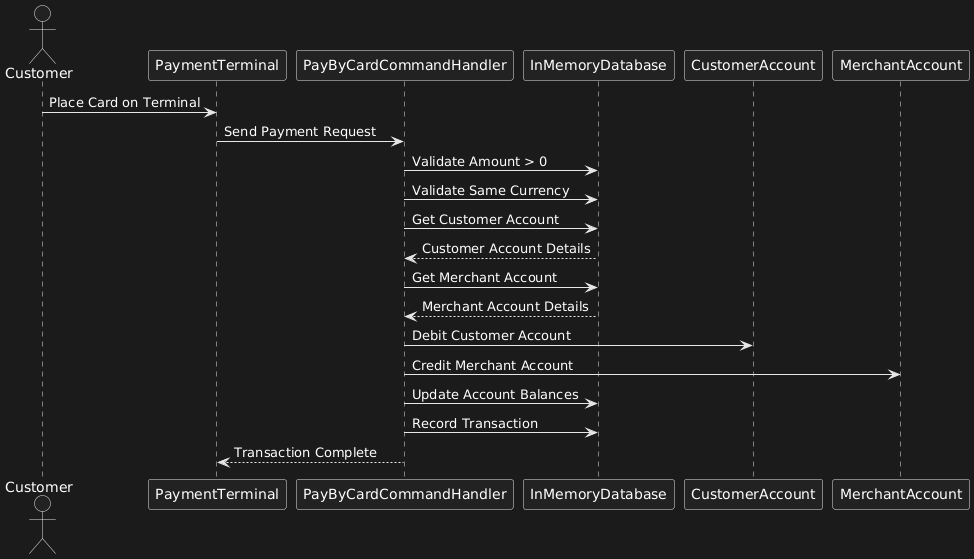 Customer
PaymentTerminal
PayByCardCommandHandler
InMemoryDatabase
CustomerAccount
MerchantAccount
Place Card on Terminal
Send Payment Request
Validate Amount > 0
Validate Same Currency
Get Customer Account
Customer Account Details
Get Merchant Account
Merchant Account Details
Debit Customer Account
Credit Merchant Account
Update Account Balances
Record Transaction
Transaction Complete
Customer
PaymentTerminal
PayByCardCommandHandler
InMemoryDatabase
CustomerAccount
MerchantAccount